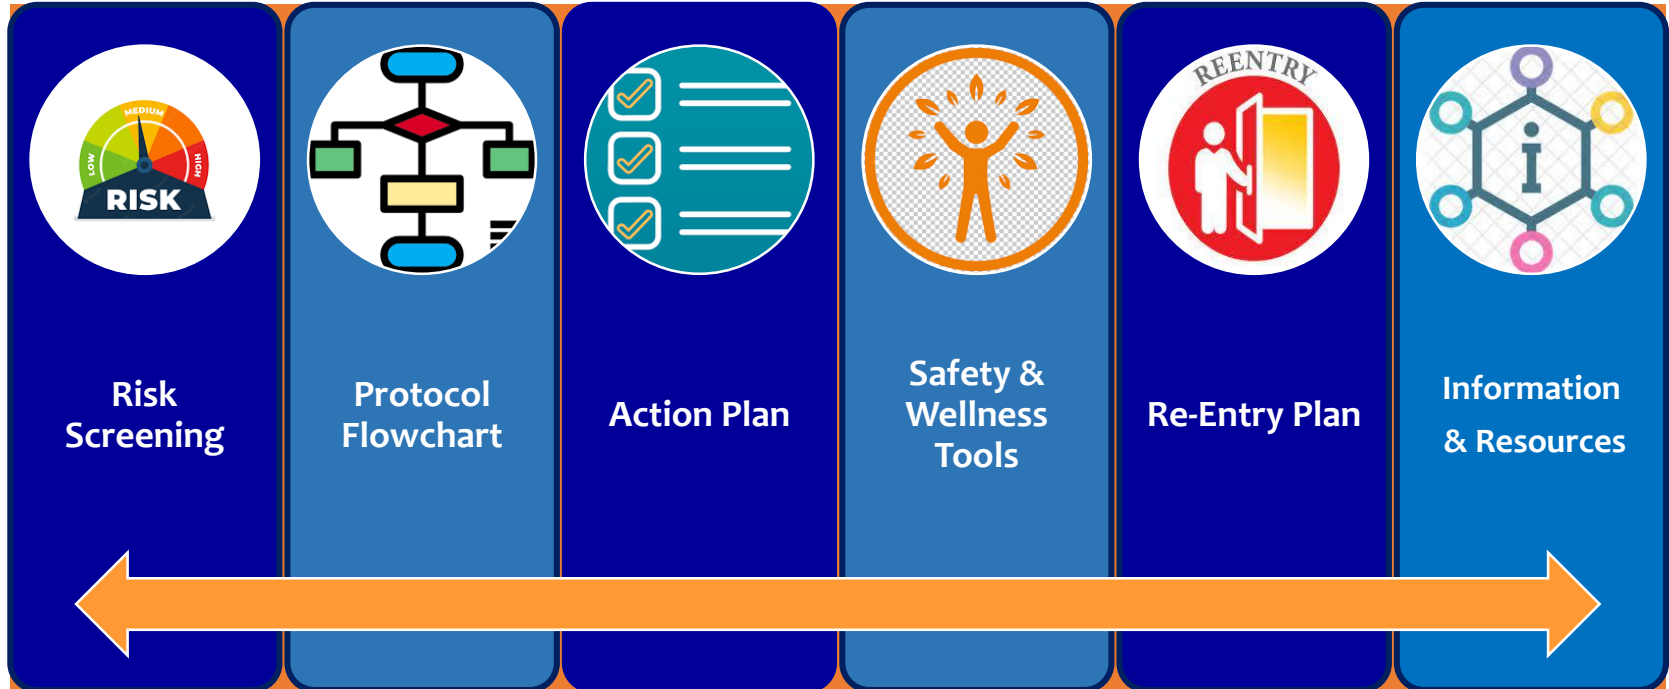 LOW
MEDIUM
HIGH
RISK
REENTRY
i
Risk
Screening
Protocol
Flowchart
Action Plan
Safety &
Wellness
Tools
Re-Entry Plan
Information
& Resources